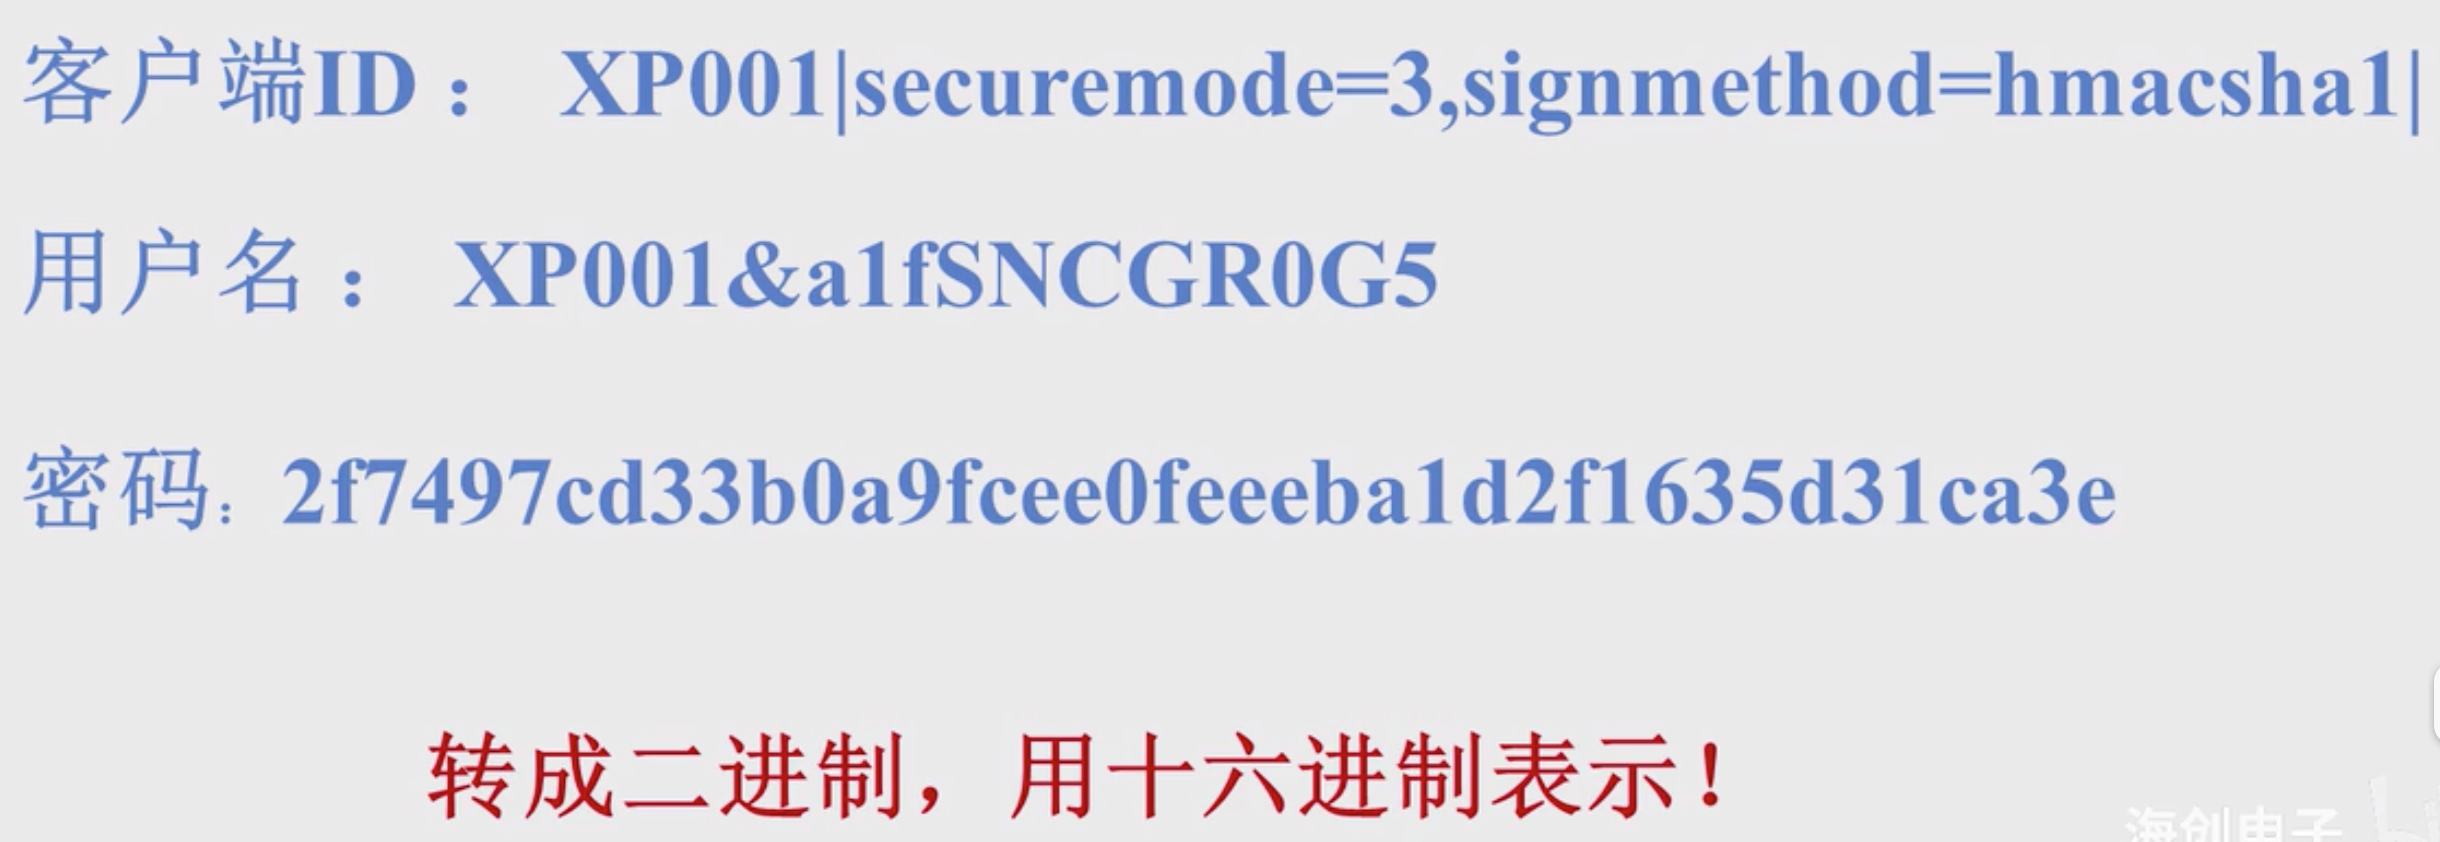 客户端ID： XP001|securemode=3,signmethod=hmacsha1|
用户名： XP001&a1fSNCGR0G5
密码：2f7497cd33b0a9fcee0feeeba1d2f1635d31ca3e
转成二进制，用十六进制表示！
海创电子